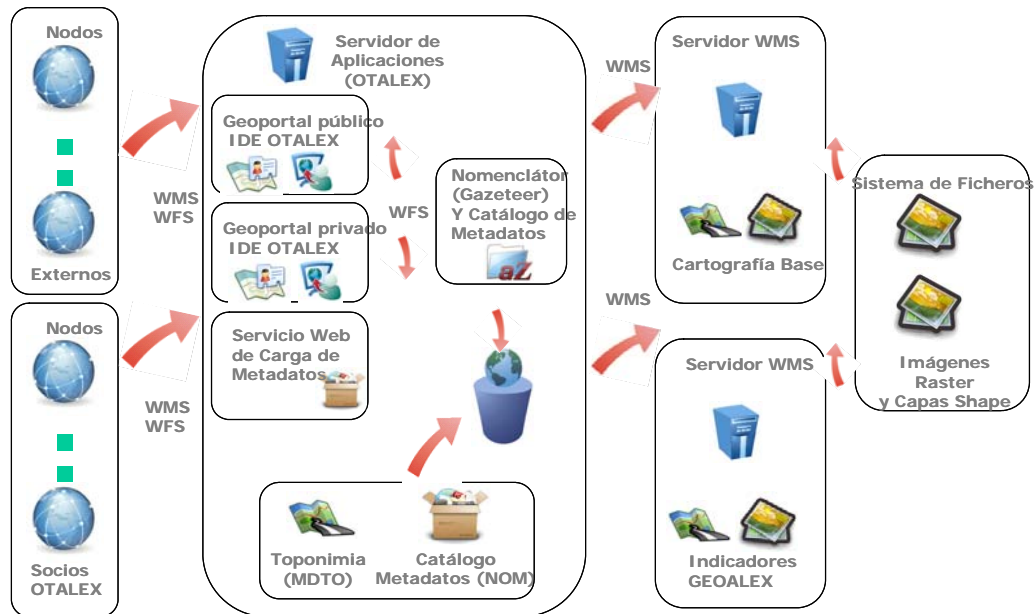 Nodos
Externos
Nodos
Socios
OTALEX
WMS
WFS
WMS
WFS
Servidor de
Aplicaciones
(OTALEX)
Geoportal público
IDE OTALEX
Geoportal privado
IDE OTALEX
Servicio Web
de Carga de
Metadatos
WFS
Nomenclátor
(Gazeteer)
Y Catálogo de
Metadatos
aZ
Toponimia
(MDTO)
Catálogo
Metadatos (NOM)
WMS
WMS
Servidor WMS
Cartografía Base
Servidor WMS
Indicadores
GEOALEX
Sistema de Ficheros
Imágenes
Raster
y Capas Shape